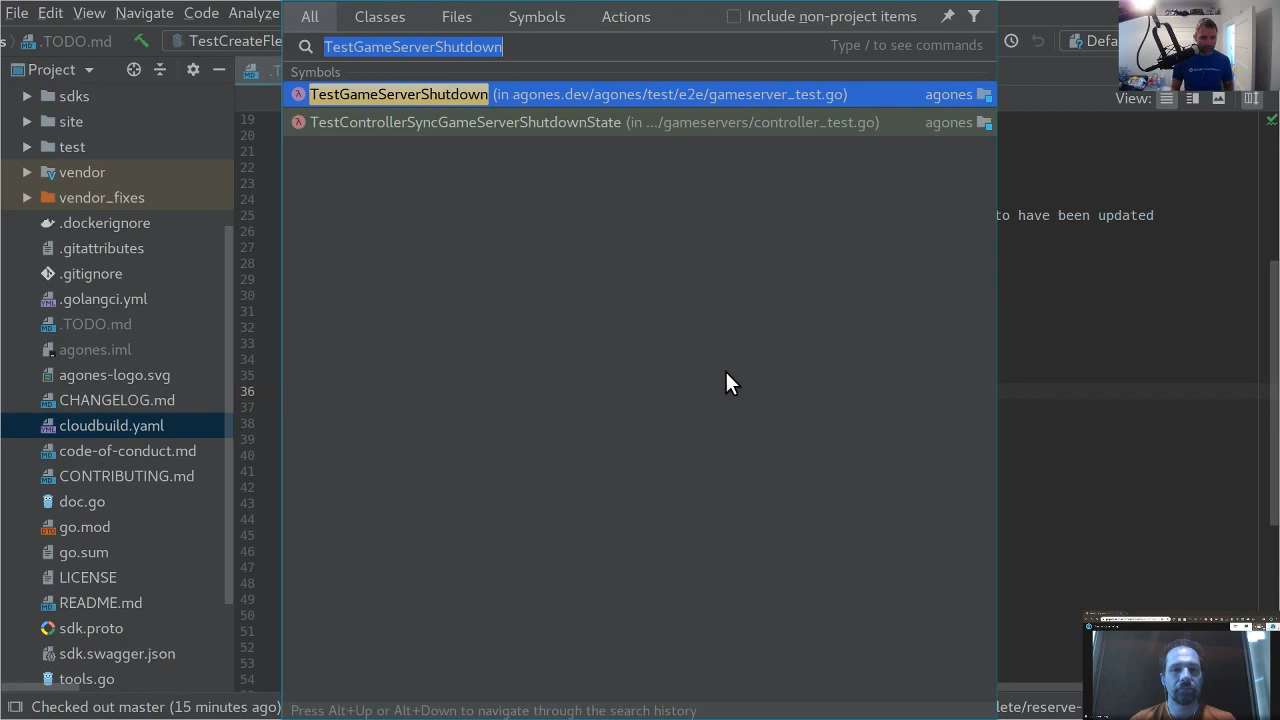 File Edit View Navigate Code Analyze
.TODO.md
TestCreateFle
Defa
Project
View:
sdks
site
test
vendor
vendor_fixes
.dockerignore
.gitattributes
.gitignore
.golangci.yml
.TODO.md
agones.iml
agones-logo.svg
CHANGELOG.md
cloudbuild.yaml
code-of-conduct.md
CONTRIBUTING.md
doc.go
go.mod
go.sum
LICENSE
README.md
sdk.proto
sdk.swagger.json
tools.go
Checked out master (15 minutes ago)
19
20
21
22
23
24
25
26
27
28
29
30
31
32
33
34
35
36
37
38
39
40
41
42
43
44
45
46
47
48
49
50
51
52
53
54
All Classes Files Symbols Actions Include non-project items
TestGameServerShutdown Type / to see commands
Symbols
TestGameServerShutdown (in agones.dev/agones/test/e2e/gameserver_test.go) agones
TestControllerSyncGameServerShutdownState (in .../gameservers/controller_test.go) agones
Press Alt+Up or Alt+Down to navigate through the search history
to have been updated
lete/reserve-